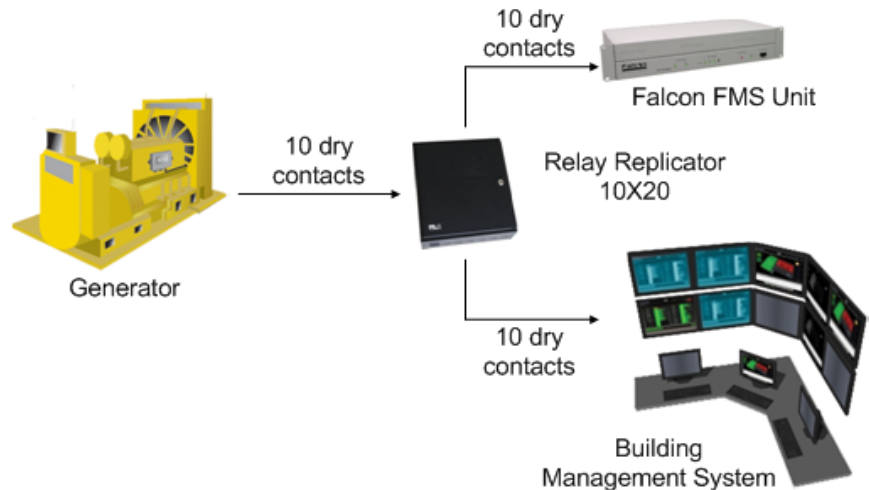 10 dry
contacts
Falcon FMS Unit
10 dry
contacts
Relay Replicator
10X20
Generator
10 dry
contacts
Building
Management System